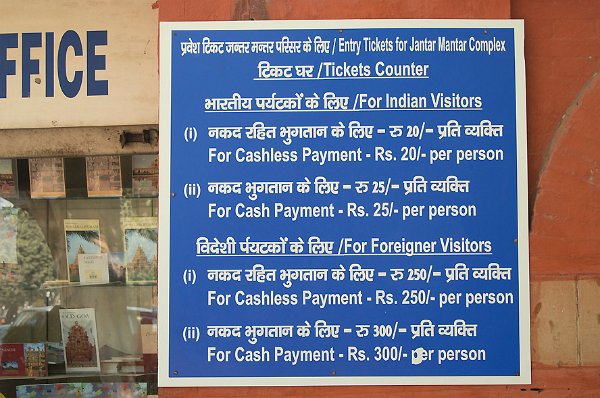 FFICE
प्रवेश टिकट जन्तर मन्तर परिसर के लिए / Entry Tickets for Jantar Mantar Complex
टिकट घर /Tickets Counter
भारतीय पर्यटकों के लिए /For Indian Visitors
(i) नकद रहित भुगतान के लिए – रु 20/– प्रति व्यक्ति
For Cashless Payment - Rs. 20/- per person
(ii) नकद भुगतान के लिए – रु 25/– प्रति व्यक्ति
For Cash Payment - Rs. 25/- per person
विदेशी पर्यटकों के लिए /For Foreigner Visitors
(i) नकद रहित भुगतान के लिए – रु 250/– प्रति व्यक्ति
For Cashless Payment - Rs. 250/- per person
(ii) नकद भुगतान के लिए – रु 300/– प्रति व्यक्ति
For Cash Payment - Rs. 300/- per person